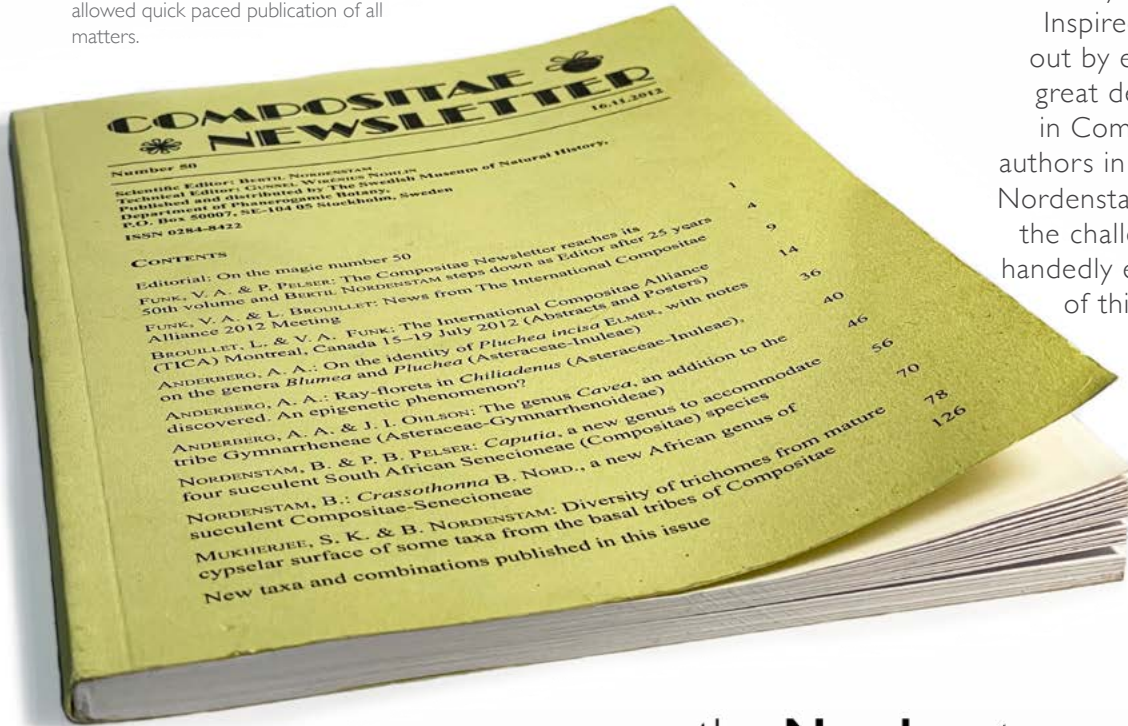 allowed quick paced publication of all
matters.
COMPOSITAE
NEWSLETTER
Number 50
16.11.2012
Scientific Editor: BERTIL NORDENSTAM
Technical Editor: GUNNEL WIRÉNIUS NOHLIN
Published and distributed by The Swedish Museum of Natural History,
Department of Phanerogamic Botany,
P.O. Box 50007, SE-104 05 Stockholm, Sweden
ISSN 0284-8422
CONTENTS
Editorial: On the magic number 50 1
FUNK, V. A. & P. PELSER: The Compositae Newsletter reaches its
50th volume and BERTIL NORDENSTAM steps down as Editor after 25 years 4
FUNK, V. A. & L. BROUILLET: News from The International Compositae
Alliance 2012 Meeting 9
BROUILLET, L. & V. A. FUNK: The International Compositae Alliance
(TICA) Montreal, Canada 15–19 July 2012 (Abstracts and Posters) 14
ANDERBERG, A. A.: On the identity of Pluchea incisa ELMER, with notes
on the genera Blumea and Pluchea (Asteraceae-Inuleae) 36
ANDERBERG, A. A.: Ray-florets in Chiliadenus (Asteraceae-Inuleae),
discovered. An epigenetic phenomenon? 40
ANDERBERG, A. A. & J. I. OHLSON: The genus Cavea, an addition to the
tribe Gymnarrheneae (Asteraceae-Gymnarrhenoideae) 46
NORDENSTAM, B. & P. B. PELSER: Caputia, a new genus to accommodate
four succulent South African Senecioneae (Compositae) species 56
NORDENSTAM, B.: Crassothonna B. NORD., a new African genus of
succulent Compositae-Senecioneae 70
MUKHERJEE, S. K. & B. NORDENSTAM: Diversity of trichomes from mature
cypselar surface of some taxa from the basal tribes of Compositae 78
New taxa and combinations published in this issue 126
Inspire
out by e
great de
in Com
authors in
Nordensta
the challe
handedly e
of thi